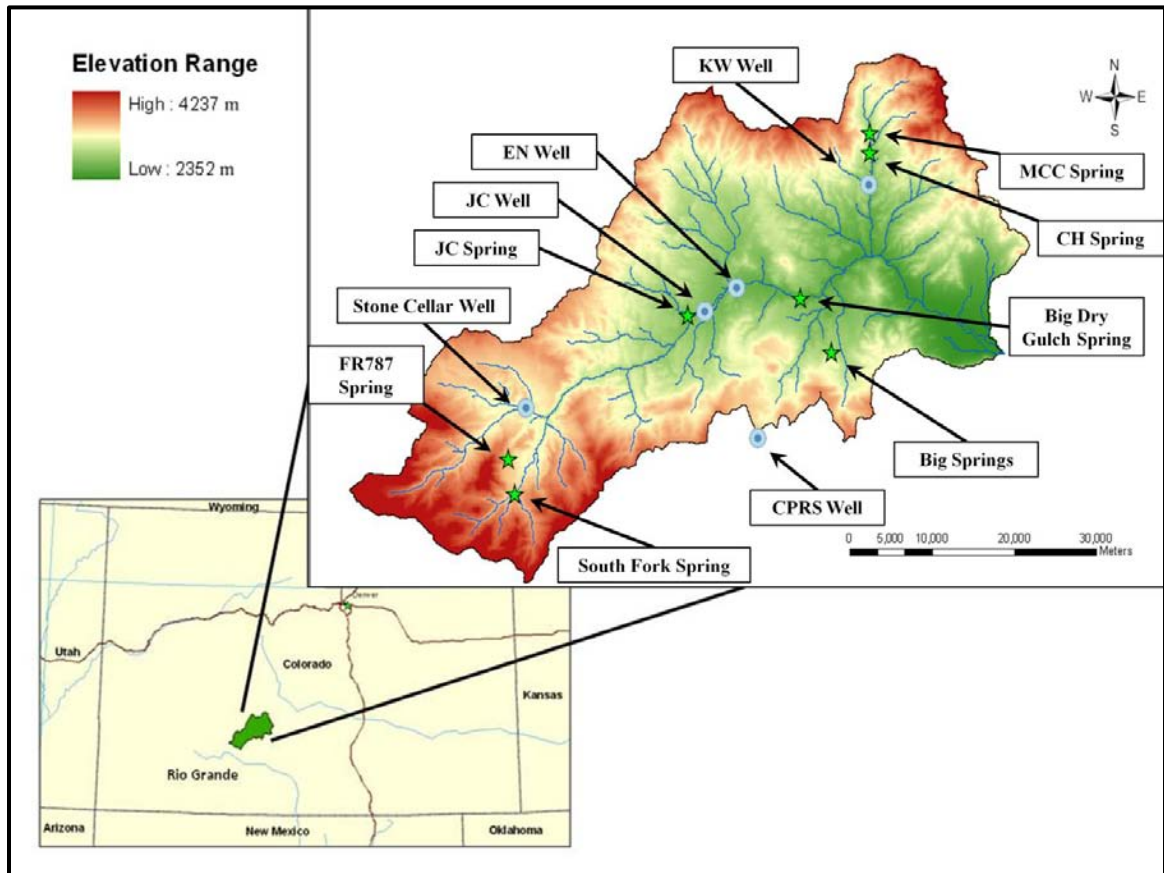 Elevation Range
High : 4237 m
Low : 2352 m
KW Well
EN Well
JC Well
JC Spring
Stone Cellar Well
FR787
Spring
N
W
E
S
MCC Spring
CH Spring
Big Dry
Gulch Spring
Big Springs
CPRS Well
South Fork Spring
0 5,000 10,000 20,000 30,000
Meters
Wyoming
Denver
Utah
Colorado
Kansas
Rio Grande
Arizona
New Mexico
Oklahoma